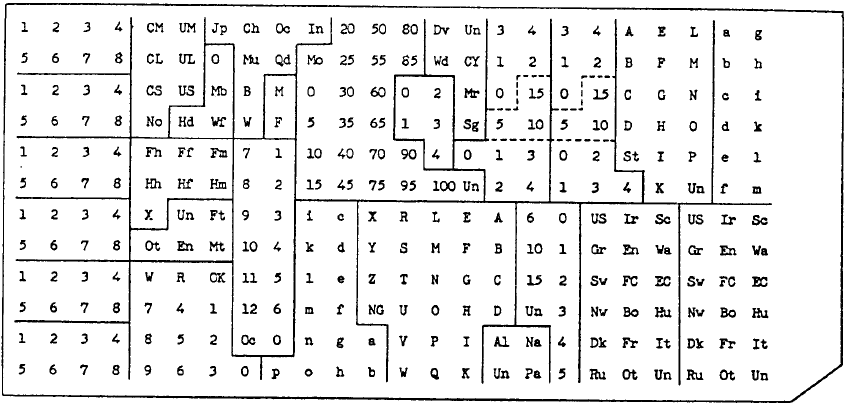 1 2 3 4 CM UM Jp Ch Oc In 20 50 80 Dv Un 3 4 3 4 A E L a g
5 6 7 8 CL UL O Mu Qd Mo 25 55 85 Wd CY 1 2 1 2 B F M b h
1 2 3 4 CS US Mb B M 0 30 60 0 2 Mr 0 15 0 15 C G N c i
5 6 7 8 No Hd Wf W F 5 35 65 1 3 Sg 5 10 5 10 D H O d k
1 2 3 4 Fh Ff Fm 7 1 10 40 70 90 4 0 1 3 0 2 St I P e l
5 6 7 8 Hh Hf Hm 8 2 15 45 75 95 100 Un 2 4 1 3 4 K Un f m
1 2 3 4 X Un Ft 9 3 i c X R L E A 6 0 US Ir Sc US Ir Sc
5 6 7 8 Ot En Mt 10 4 k d Y S M F B 10 1 Gr En Wa Gr En Wa
1 2 3 4 W R CK 11 5 l e Z T N G C 15 2 Sw FC EC Sw FC EC
5 6 7 8 7 4 1 12 6 m f NG U O H D Un 3 Nw Bo Hu Nw Bo Hu
1 2 3 4 8 5 2 Oc 0 n g a V P I Al Na 4 Dk Fr It Dk Fr It
5 6 7 8 9 6 3 0 p o h b W Q K Un Pa 5 Ru Ot Un Ru Ot Un